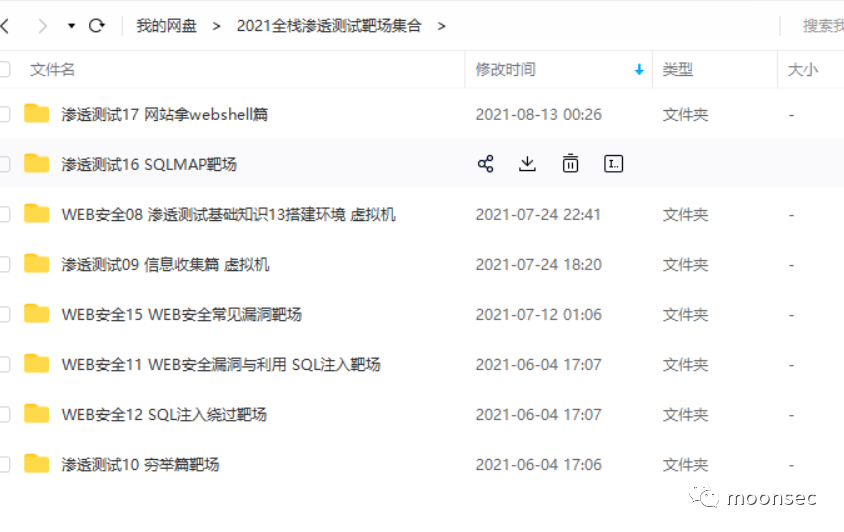 我的网盘 > 2021全栈渗透测试靶场集合 > 搜索我
文件名 修改时间 类型 大小
渗透测试17 网站拿webshell篇 2021-08-13 00:26 文件夹 -
渗透测试16 SQLMAP靶场
WEB安全08 渗透测试基础知识13搭建环境 虚拟机 2021-07-24 22:41 文件夹 -
渗透测试09 信息收集篇 虚拟机 2021-07-24 18:20 文件夹 -
WEB安全15 WEB安全常见漏洞靶场 2021-07-12 01:06 文件夹 -
WEB安全11 WEB安全漏洞与利用 SQL注入靶场 2021-06-04 17:07 文件夹 -
WEB安全12 SQL注入绕过靶场 2021-06-04 17:07 文件夹 -
渗透测试10 穷举篇靶场 2021-06-04 17:06 文件夹 -
moonsec